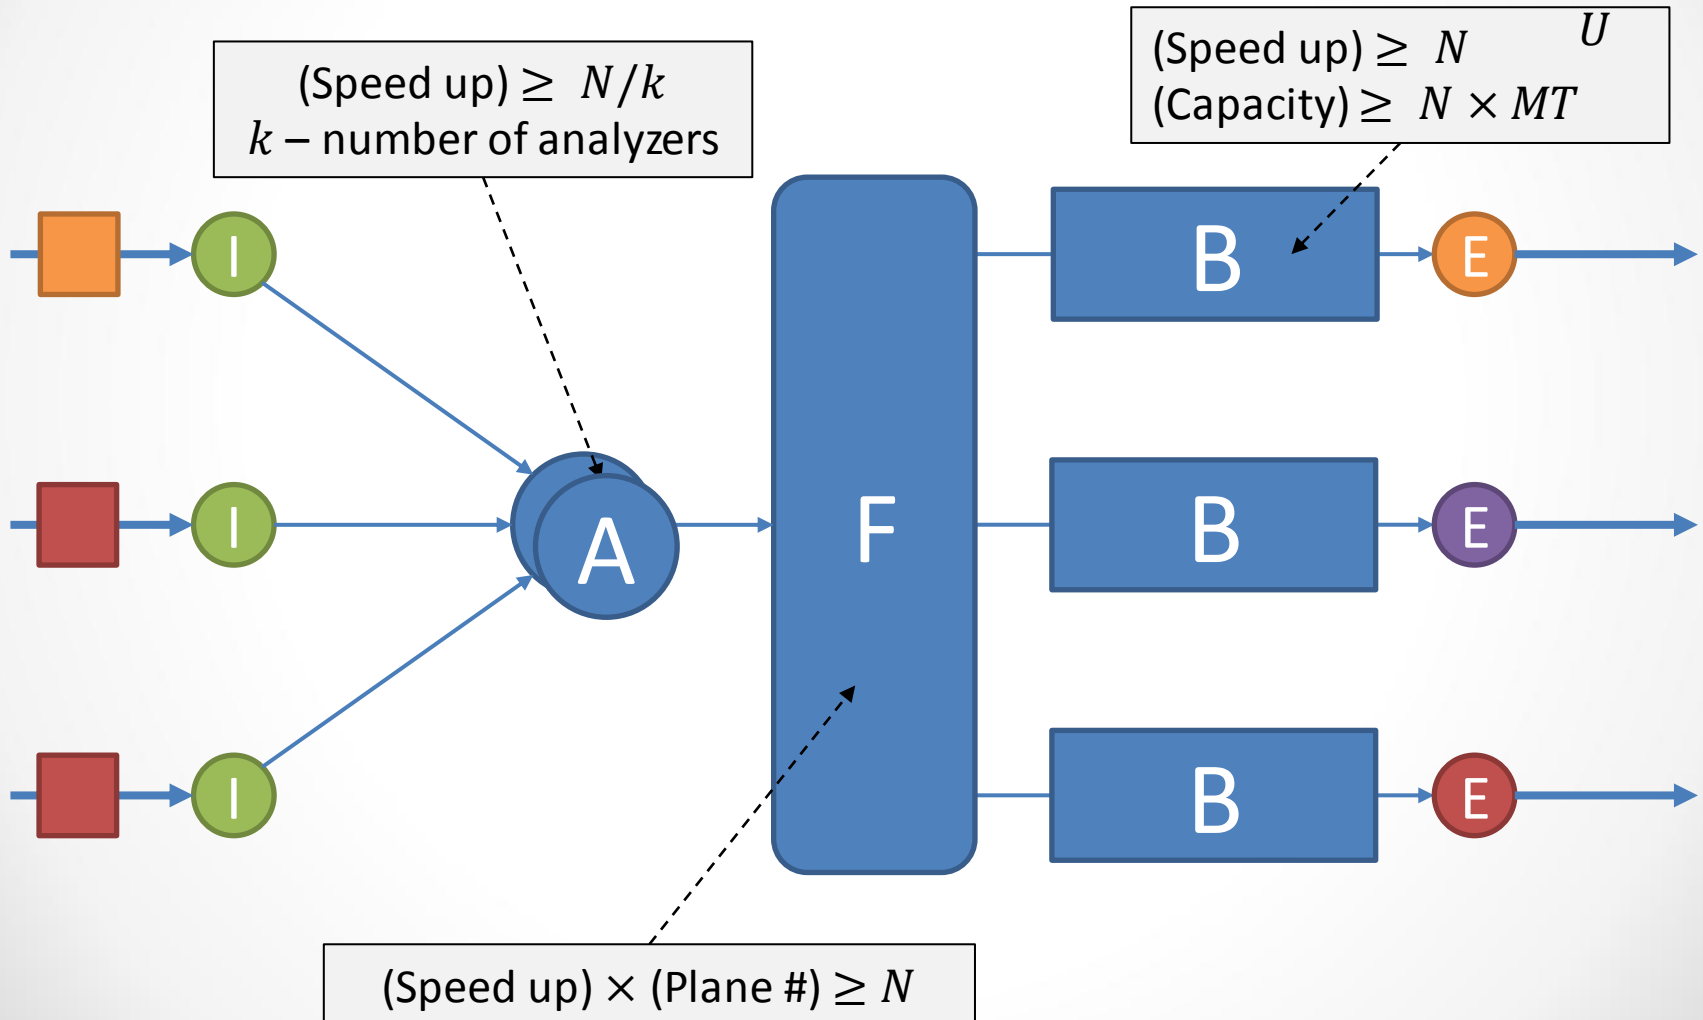 (Speed up) ≥ N/k
k – number of analyzers
U
(Speed up) ≥ N
(Capacity) ≥ N × MT
I
B
E
I
A
F
B
E
I
B
E
(Speed up) × (Plane #) ≥ N